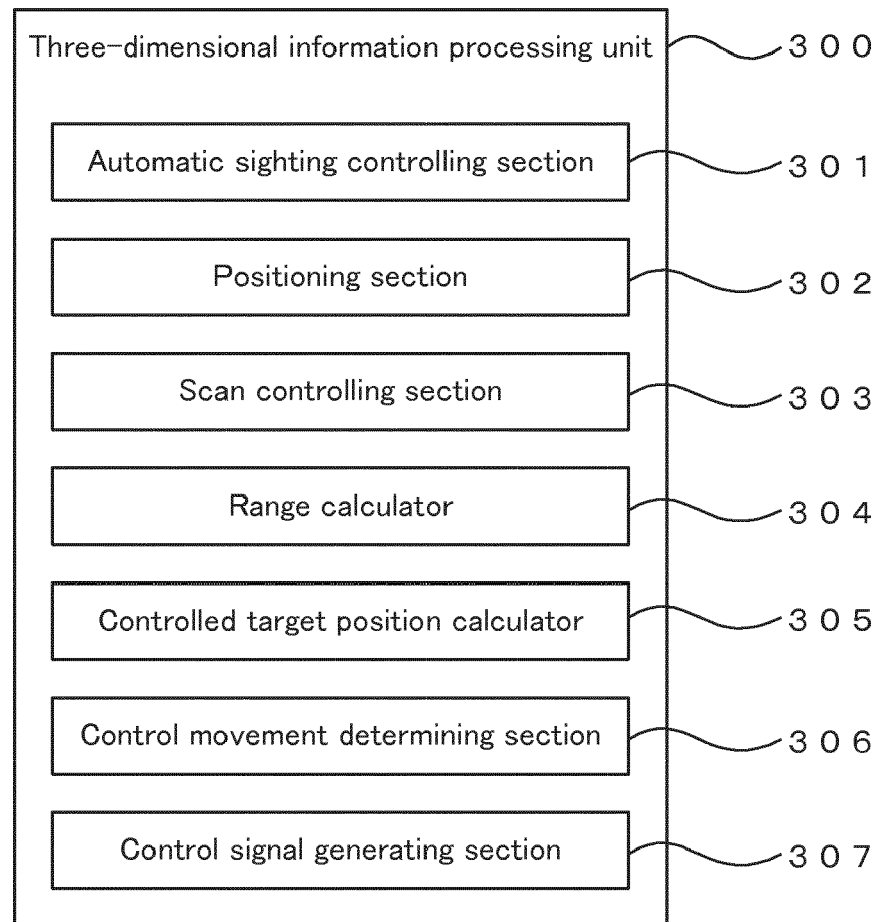 Three-dimensional information processing unit 300
Automatic sighting controlling section 301
Positioning section 302
Scan controlling section 303
Range calculator 304
Controlled target position calculator 305
Control movement determining section 306
Control signal generating section 307